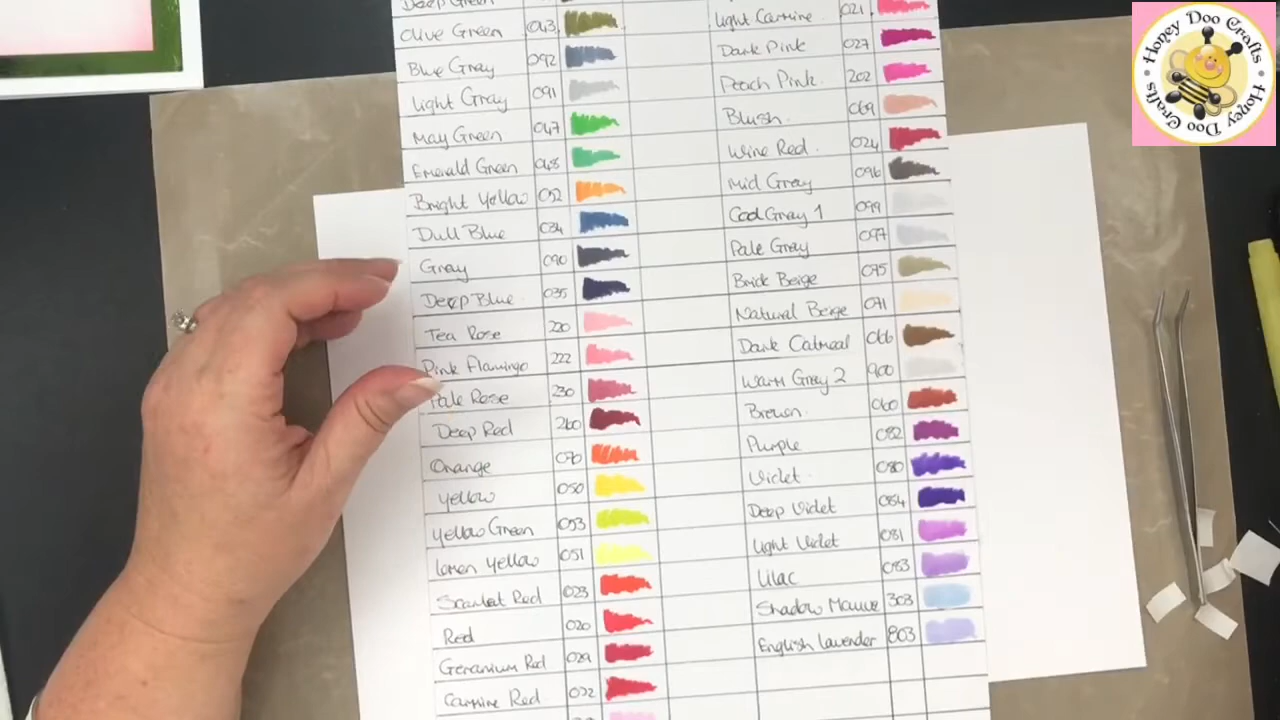 Deep Green
Olive Green 043
Blue Gray 092
Light Gray 091
May Green 047
Emerald Green 048
Bright Yellow 052
Dull Blue 034
Gray 090
Deep Blue 035
Tea Rose 220
Pink Flamingo 222
Pale Rose 230
Deep Red 260
Orange 070
Yellow 050
Yellow Green 053
Lemon Yellow 051
Scarlet Red 023
Red 020
Geranium Red 029
Carmine Red 022
Light Carmine 021
Dark Pink 027
Peach Pink 202
Blush 069
Wine Red 024
Mid Gray 096
Cool Gray 1 099
Pale Gray 097
Brick Beige 075
Natural Beige 071
Dark Oatmeal 066
Warm Gray 2 900
Brown 060
Purple 082
Violet 080
Deep Violet 084
Light Violet 081
Lilac 083
Shadow Mauve 303
English Lavender 803
Honey Doo Crafts
Honey Doo Crafts